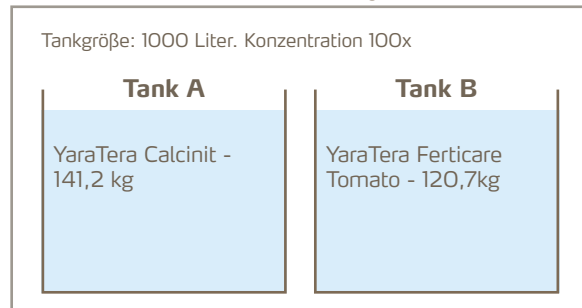 Tankgröße: 1000 Liter. Konzentration 100x
Tank A
YaraTera Calcinit -
141,2 kg
Tank B
YaraTera Ferticare
Tomato - 120,7kg